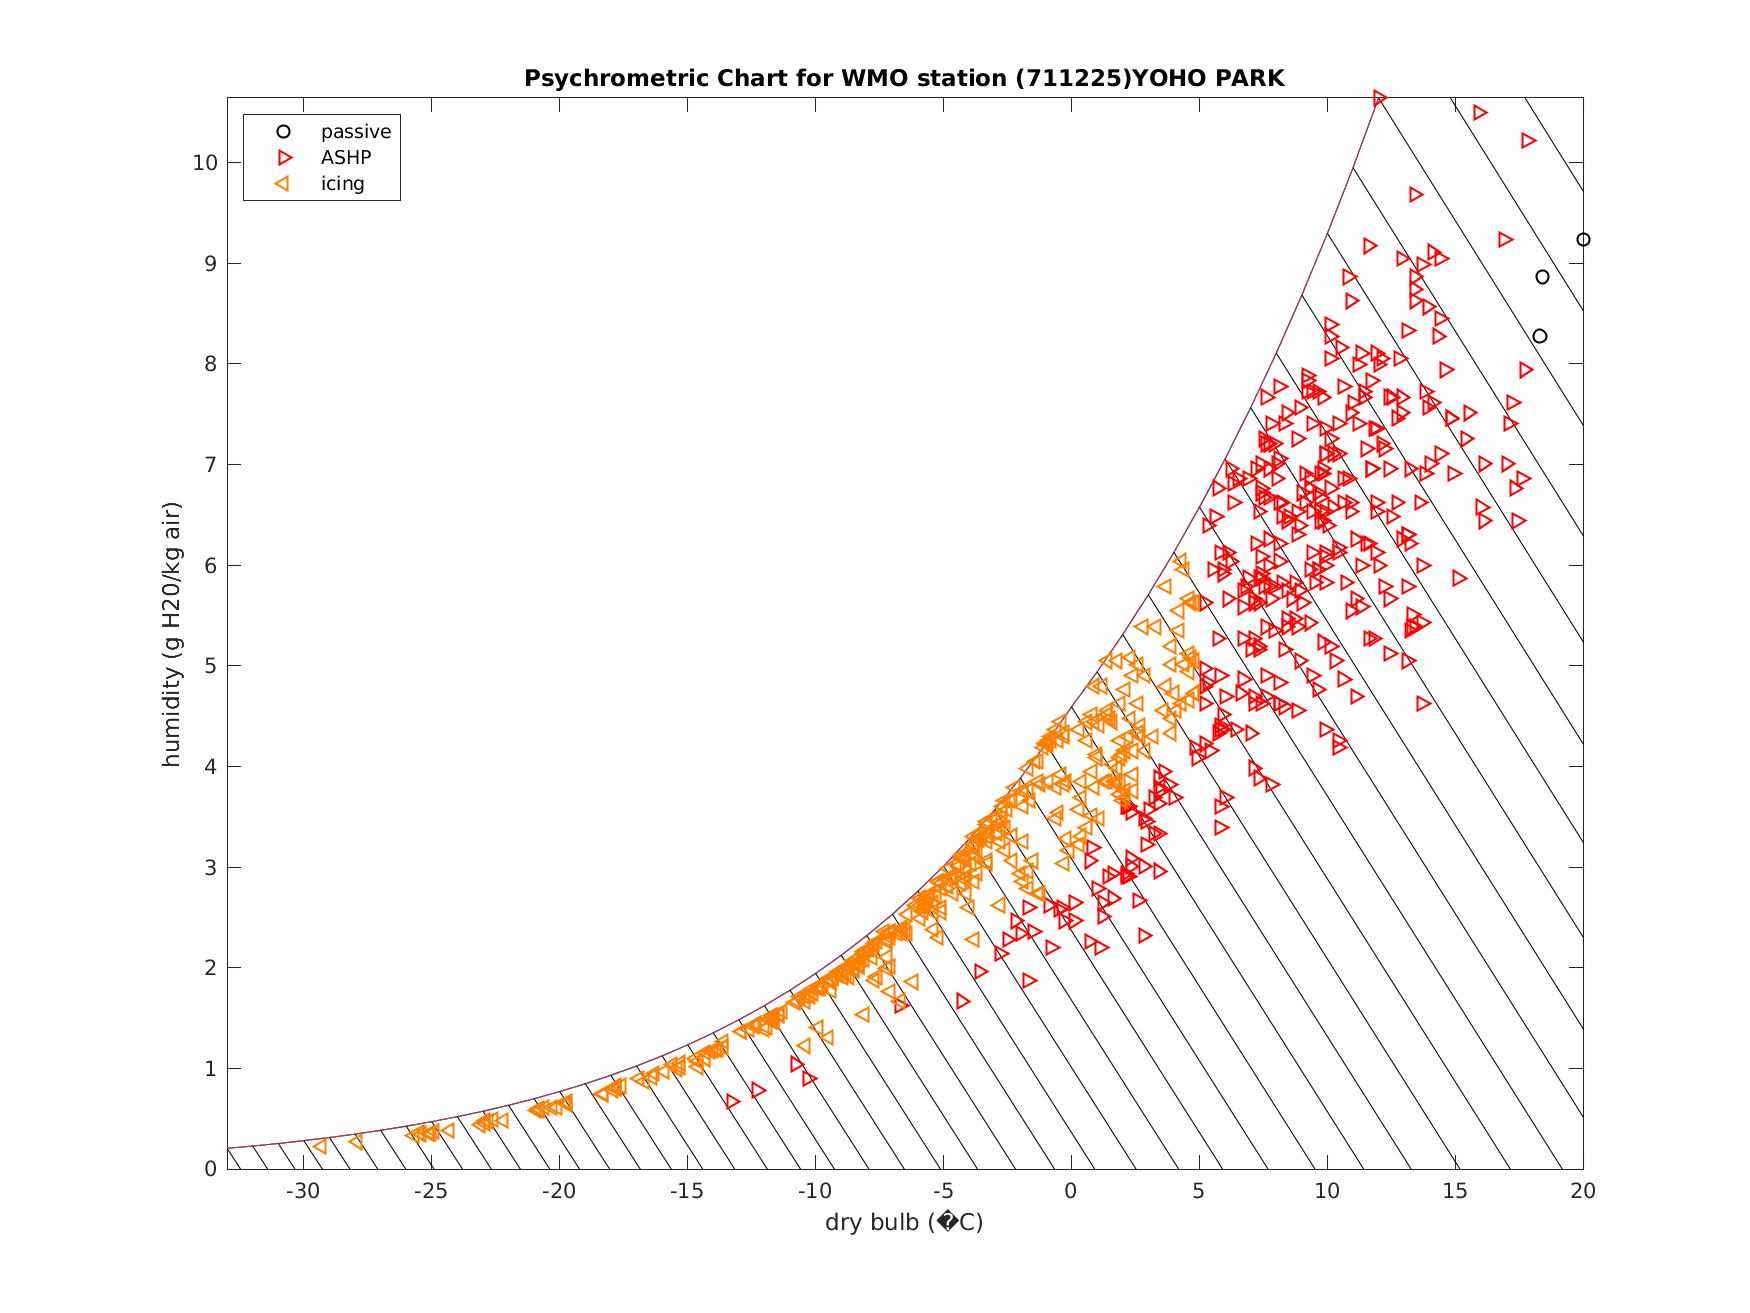 Psychrometric Chart for WMO station (711225)YOHO PARK
passive
ASHP
icing
10
9
8
7
6
5
4
3
2
1
0
humidity (g H20/kg air)
-30 -25 -20 -15 -10 -5 0 5 10 15 20
dry bulb (�C)